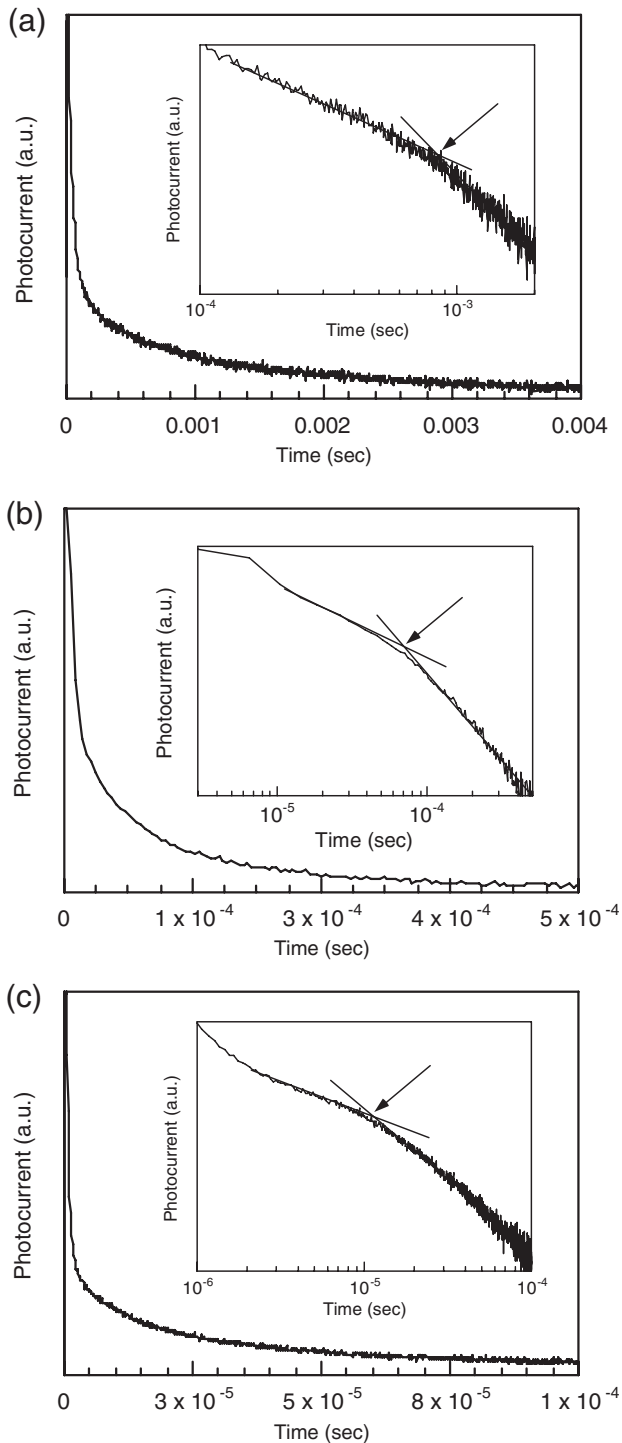 (a)
Photocurrent (a.u.)
Photocurrent (a.u.)
10⁻⁴ 10⁻³
Time (sec)
0 0.001 0.002 0.003 0.004
Time (sec)
(b)
Photocurrent (a.u.)
Photocurrent (a.u.)
10⁻⁵ 10⁻⁴
Time (sec)
0 1 x 10⁻⁴ 3 x 10⁻⁴ 4 x 10⁻⁴ 5 x 10⁻⁴
Time (sec)
(c)
Photocurrent (a.u.)
Photocurrent (a.u.)
10⁻⁶ 10⁻⁵ 10⁻⁴
Time (sec)
0 3 x 10⁻⁵ 5 x 10⁻⁵ 8 x 10⁻⁵ 1 x 10⁻⁴
Time (sec)